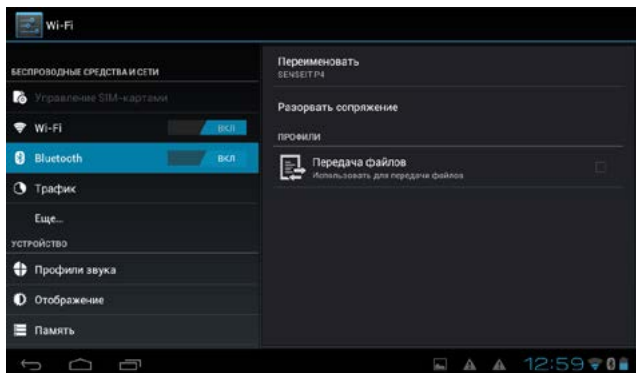 Wi-Fi
БЕСПРОВОДНЫЕ СРЕДСТВА И СЕТИ
Управление SIM-картами
Wi-Fi ВКЛ
Bluetooth ВКЛ
Трафик
Еще...
УСТРОЙСТВО
Профили звука
Отображение
Память
Переименовать
SENSEIT P4
Разорвать сопряжение
ПРОФИЛИ
Передача файлов
Использовать для передачи файлов
12:59